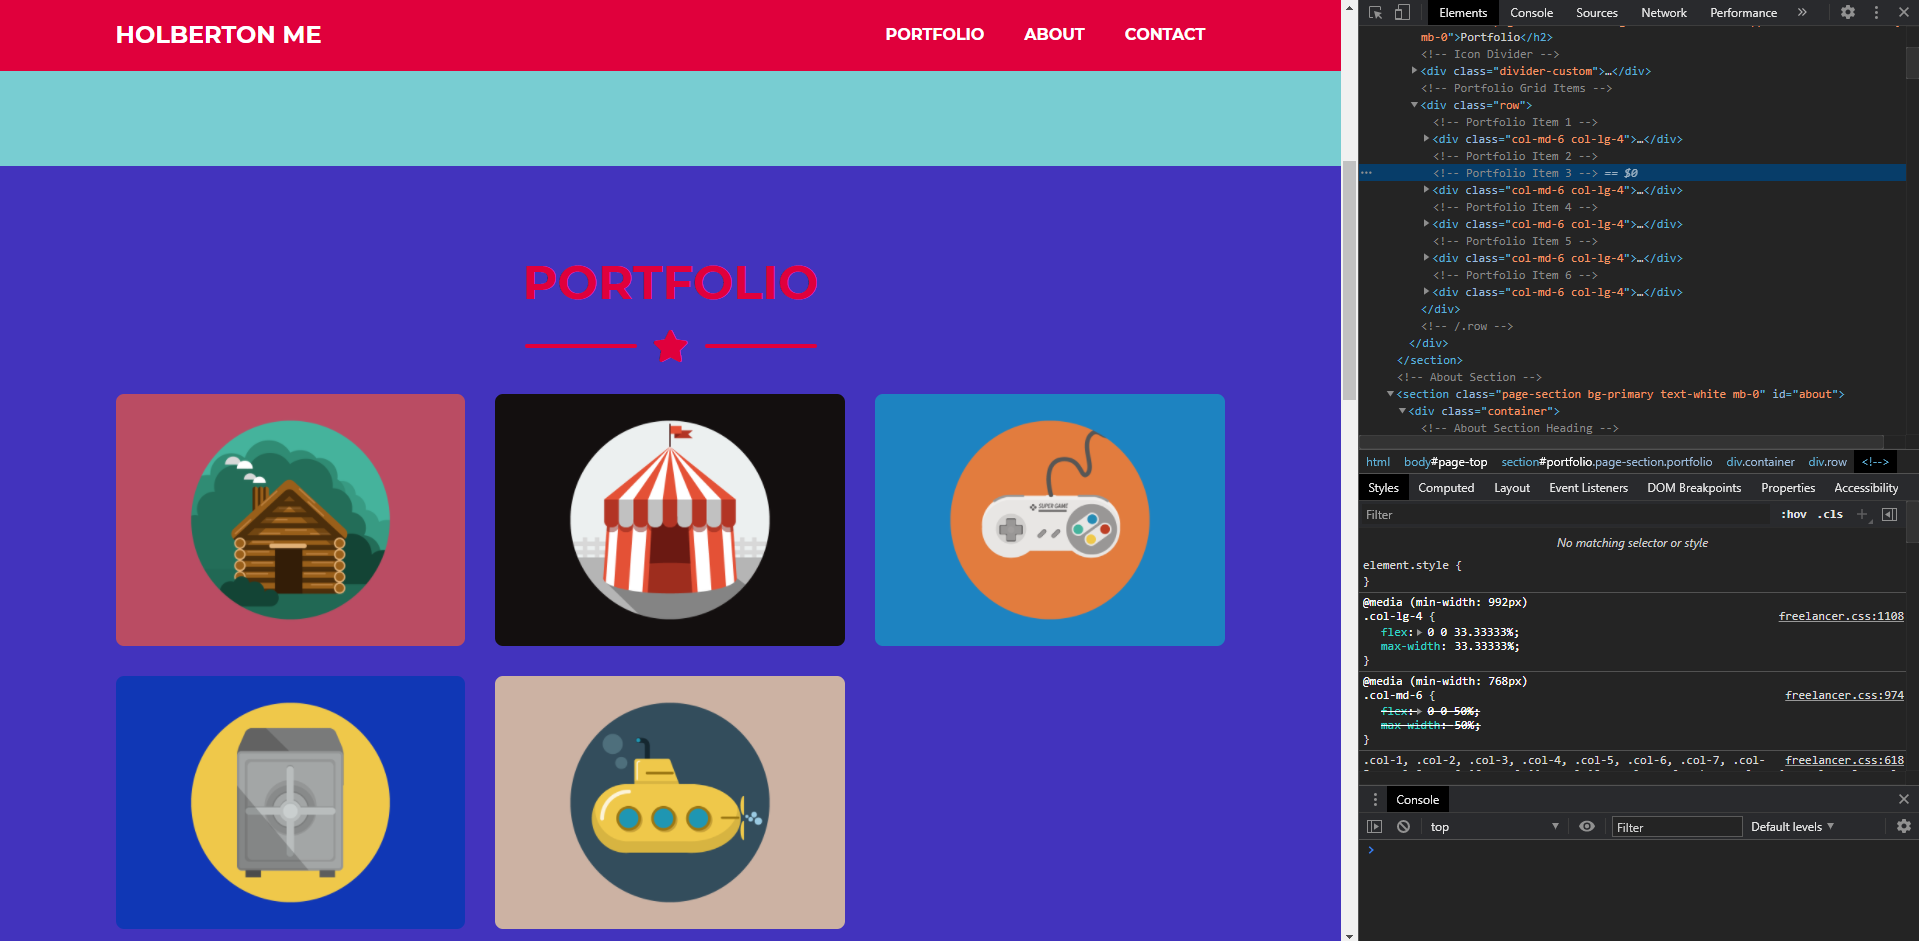 HOLBERTON ME
PORTFOLIO ABOUT CONTACT
PORTFOLIO
SUPER GAME
Elements Console Sources Network Performance »
mb-0">Portfolio</h2>
<!-- Icon Divider -->
<div class="divider-custom">…</div>
<!-- Portfolio Grid Items -->
<div class="row">
<!-- Portfolio Item 1 -->
<div class="col-md-6 col-lg-4">…</div>
<!-- Portfolio Item 2 -->
<!-- Portfolio Item 3 --> == $0
<div class="col-md-6 col-lg-4">…</div>
<!-- Portfolio Item 4 -->
<div class="col-md-6 col-lg-4">…</div>
<!-- Portfolio Item 5 -->
<div class="col-md-6 col-lg-4">…</div>
<!-- Portfolio Item 6 -->
<div class="col-md-6 col-lg-4">…</div>
</div>
<!-- /.row -->
</div>
</section>
<!-- About Section -->
<section class="page-section bg-primary text-white mb-0" id="about">
<div class="container">
<!-- About Section Heading -->
html body#page-top section#portfolio.page-section.portfolio div.container div.row <!-->
Styles Computed Layout Event Listeners DOM Breakpoints Properties Accessibility
Filter :hov .cls +
No matching selector or style
element.style {
}
@media (min-width: 992px)
.col-lg-4 { freelancer.css:1108
flex: 0 0 33.33333%;
max-width: 33.33333%;
}
@media (min-width: 768px)
.col-md-6 { freelancer.css:974
flex: 0 0 50%;
max-width: 50%;
}
.col-1, .col-2, .col-3, .col-4, .col-5, .col-6, .col-7, .col- freelancer.css:618
Console
top Filter Default levels